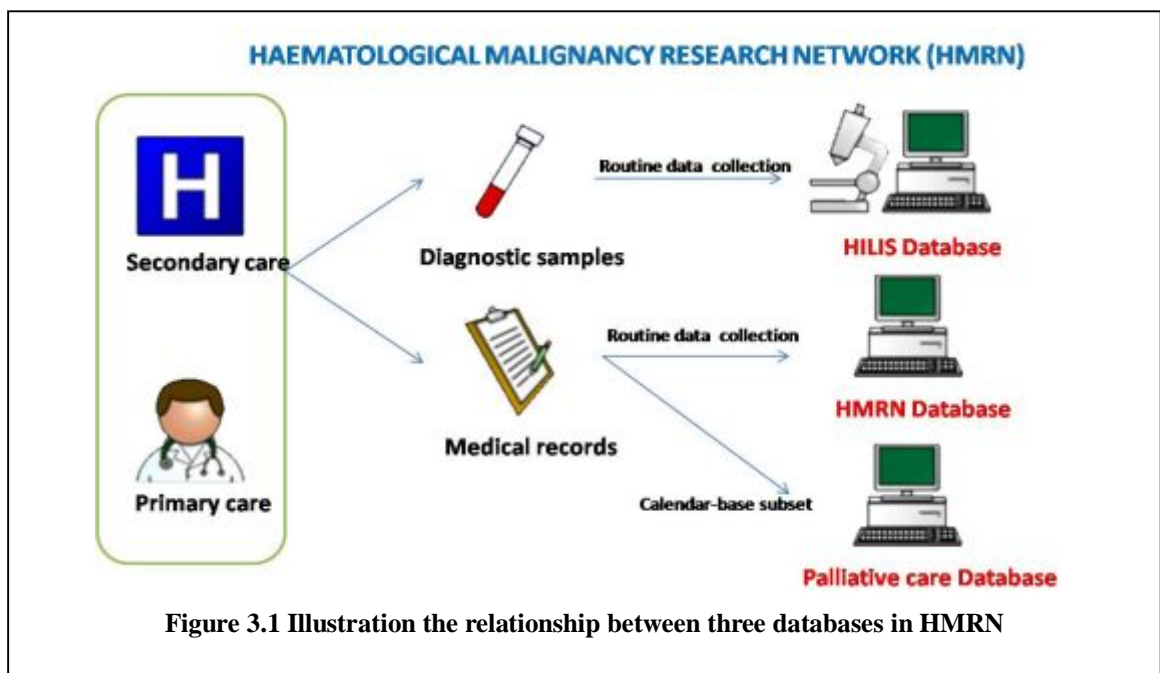 HAEMATOLOGICAL MALIGNANCY RESEARCH NETWORK (HMRN)
H
Secondary care
Primary care
Diagnostic samples
Medical records
Routine data collection
HILIS Database
Routine data collection
HMRN Database
Calendar-base subset
Palliative care Database
Figure 3.1 Illustration the relationship between three databases in HMRN